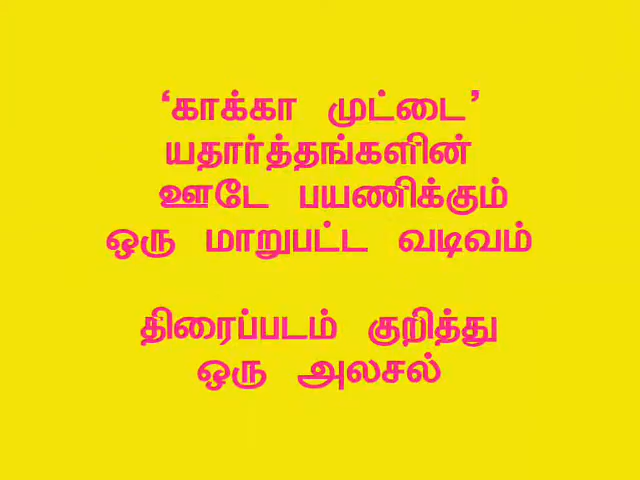 ‘காக்கா முட்டை’
யதார்த்தங்களின்
ஊடே பயணிக்கும்
ஒரு மாறுபட்ட வடிவம்
திரைப்படம் குறித்து
ஒரு அலசல்